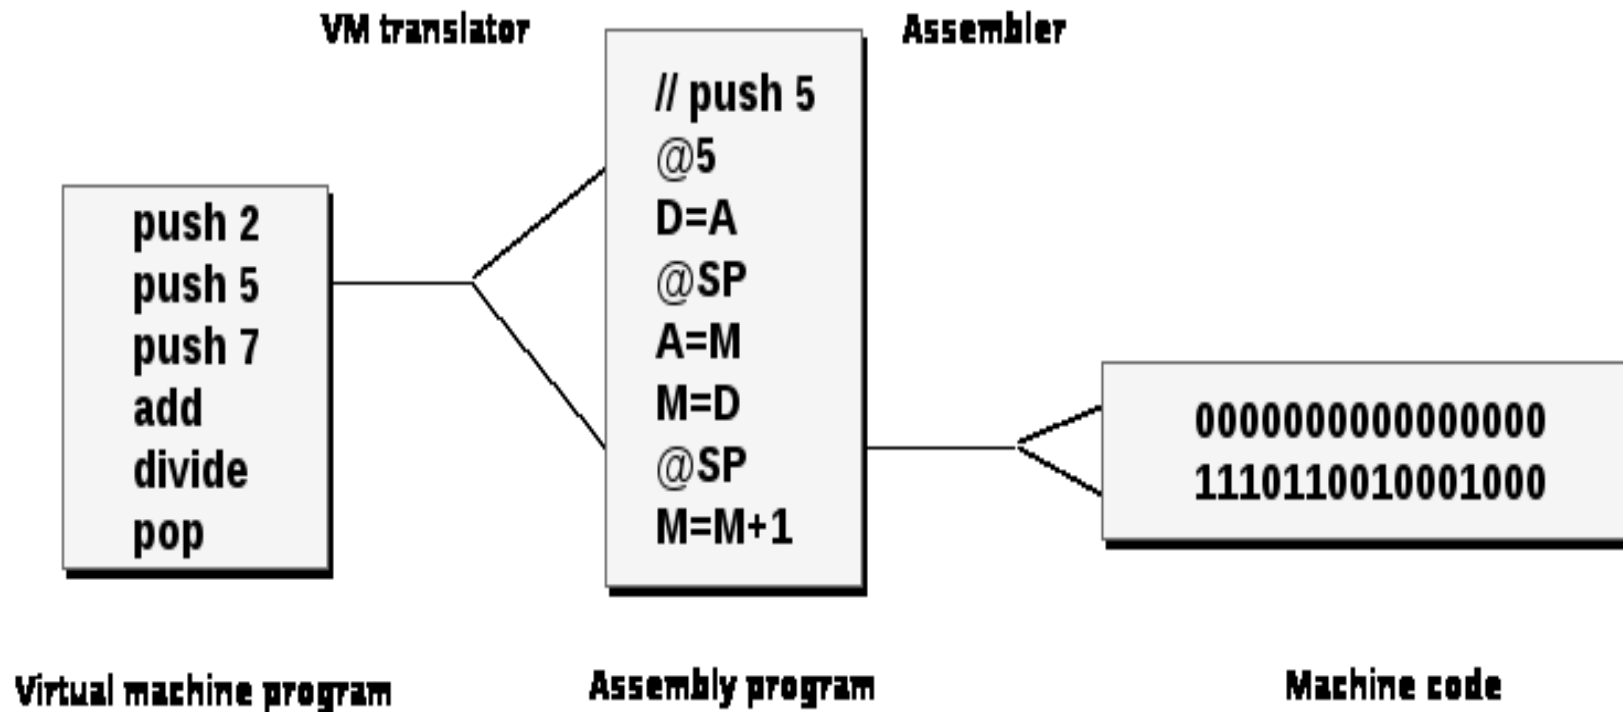 VM translator
Assembler
push 2
push 5
push 7
add
divide
pop
// push 5
@5
D=A
@SP
A=M
M=D
@SP
M=M+1
0000000000000000
1110110010001000
Virtual machine program
Assembly program
Machine code